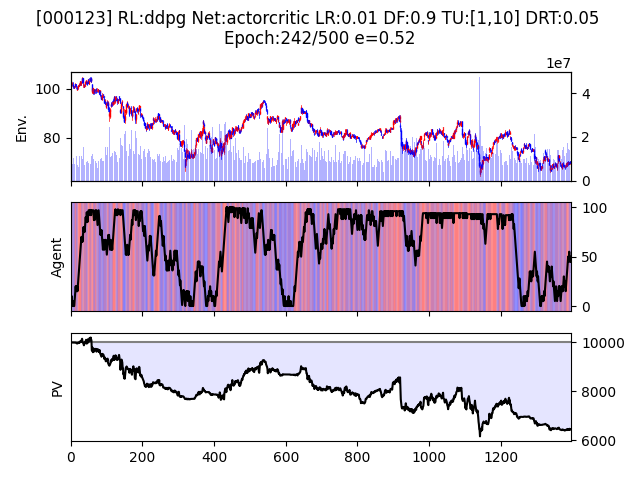 [000123] RL:ddpg Net:actorcritic LR:0.01 DF:0.9 TU:[1,10] DRT:0.05
Epoch:242/500 e=0.52
1e7
100
80
Env.
4
2
0
Agent
100
50
0
PV
10000
8000
6000
0 200 400 600 800 1000 1200